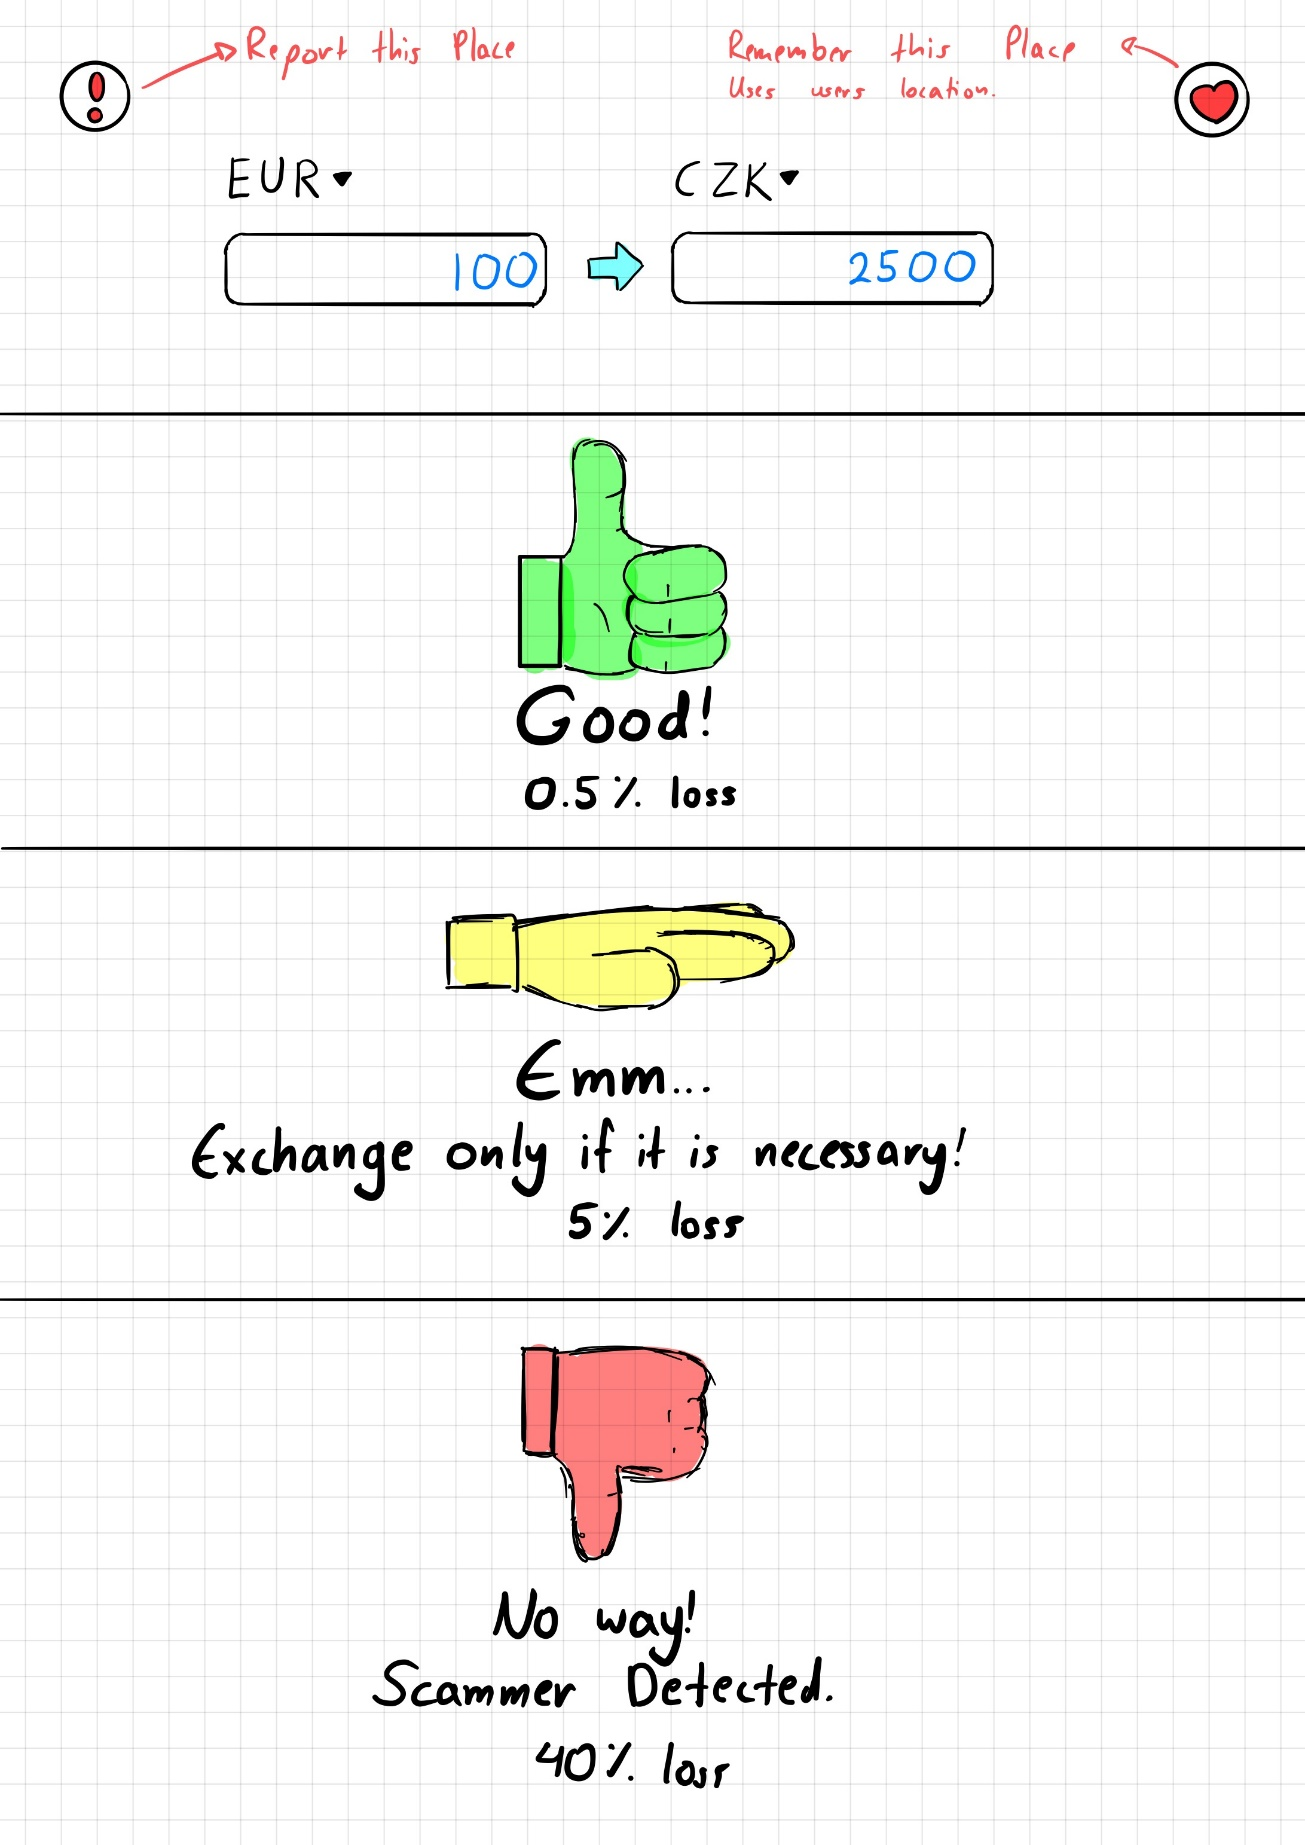 Report this Place
Remember this Place
Uses users location.
EUR
CZK
100
2500
Good!
0.5% loss
Emm...
Exchange only if it is necessary!
5% loss
No way!
Scammer Detected.
40% loss